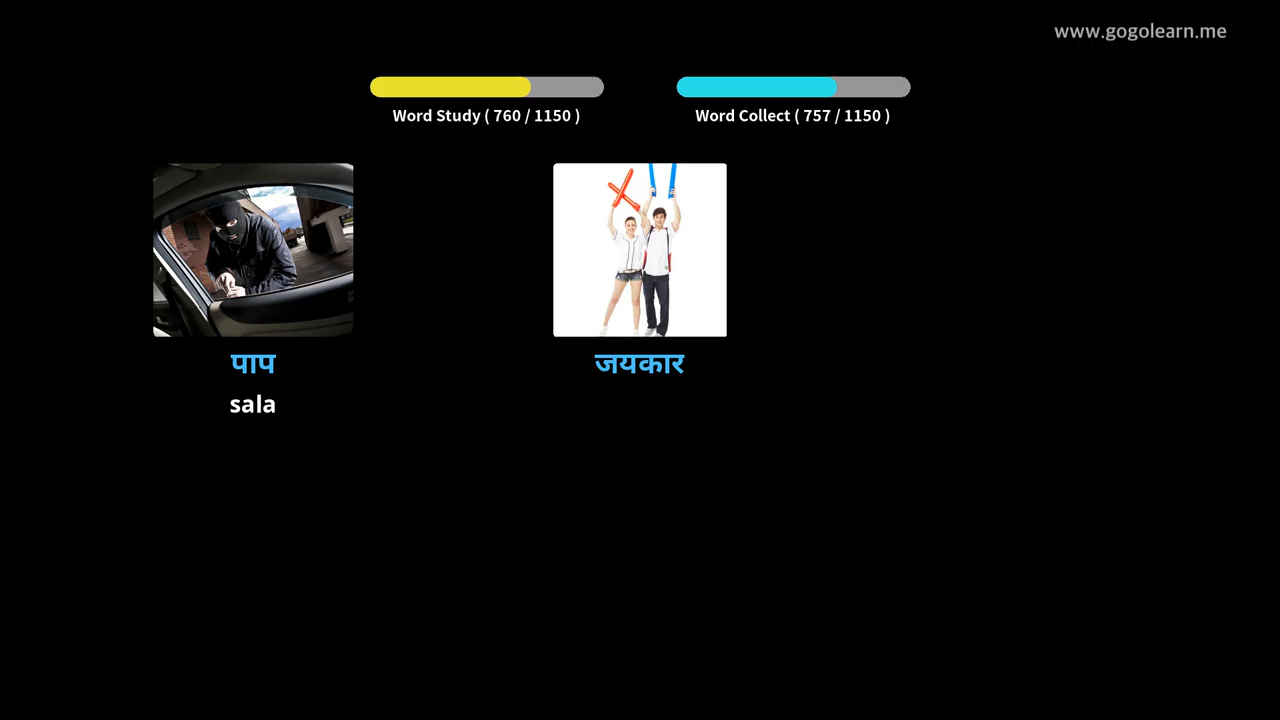 www.gogolearn.me
Word Study ( 760 / 1150 )
Word Collect ( 757 / 1150 )
पाप
जयकार
sala